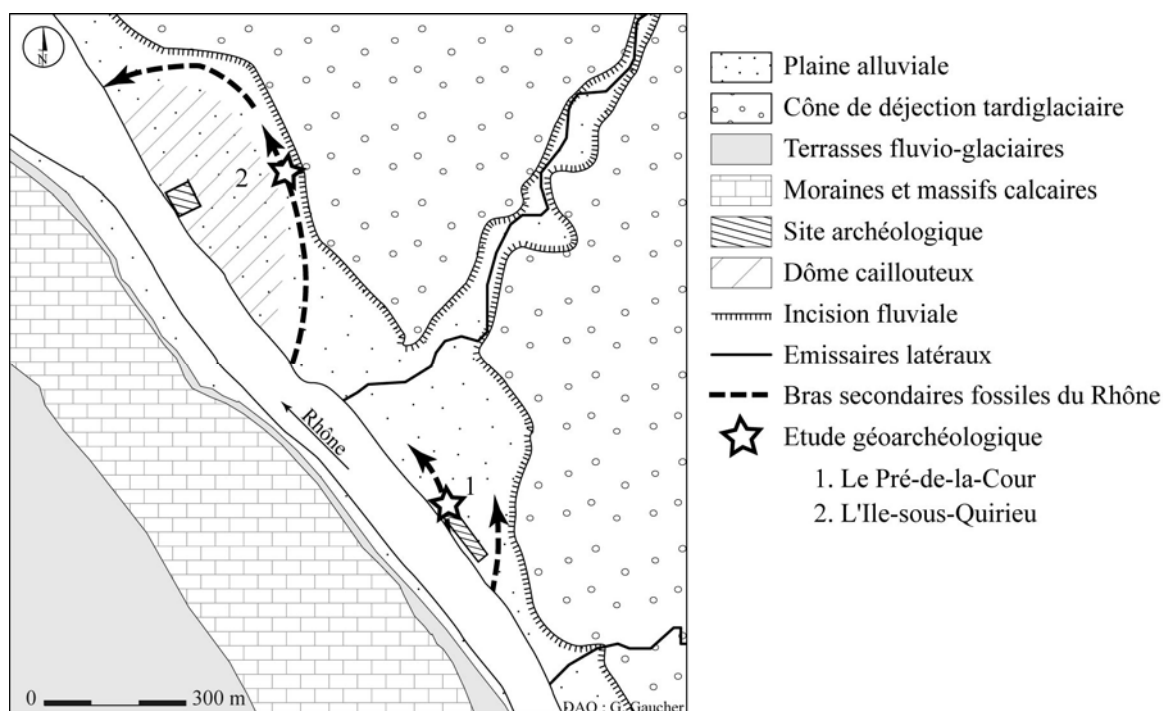 N
2
Rhône
1
0 300 m
DAO : G. Gaucher
Plaine alluviale
Cône de déjection tardiglaciaire
Terrasses fluvio-glaciaires
Moraines et massifs calcaires
Site archéologique
Dôme caillouteux
Incision fluviale
Emissaires latéraux
Bras secondaires fossiles du Rhône
Etude géoarchéologique
1. Le Pré-de-la-Cour
2. L'Ile-sous-Quirieu